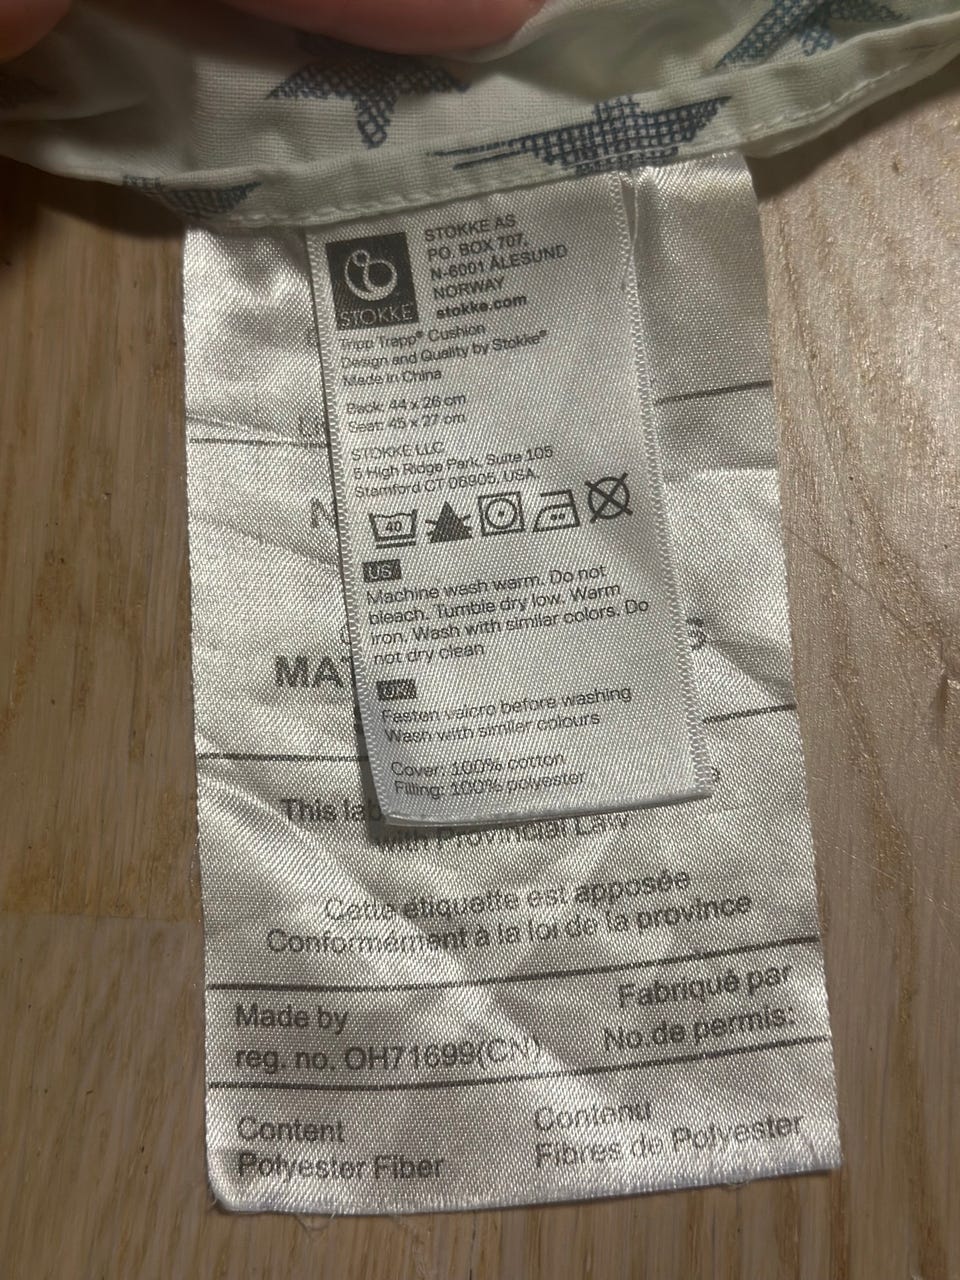 STOKKE
STOKKE AS
PO. BOX 707,
N-6001 ÅLESUND
NORWAY
stokke.com
Tripp Trapp® Cushion
Design and Quality by Stokke®
Made in China
Back: 44 x 26 cm
Seat: 45 x 27 cm
STOKKE LLC
5 High Ridge Park, Suite 105
Stamford CT 06905, USA
40
US
Machine wash warm. Do not
bleach. Tumble dry low. Warm
iron. Wash with similar colors. Do
not dry clean
UK
Fasten velcro before washing
Wash with similar colours
Cover: 100% cotton
Filling: 100% polyester
This
with Provincial Law
Cette étiquette est apposée
Conformément à la loi de la province
Made by
reg. no. OH71699(CN)
Fabriqué par
No.de permis:
Content
Polyester Fiber
Contenu
Fibres de Polyester